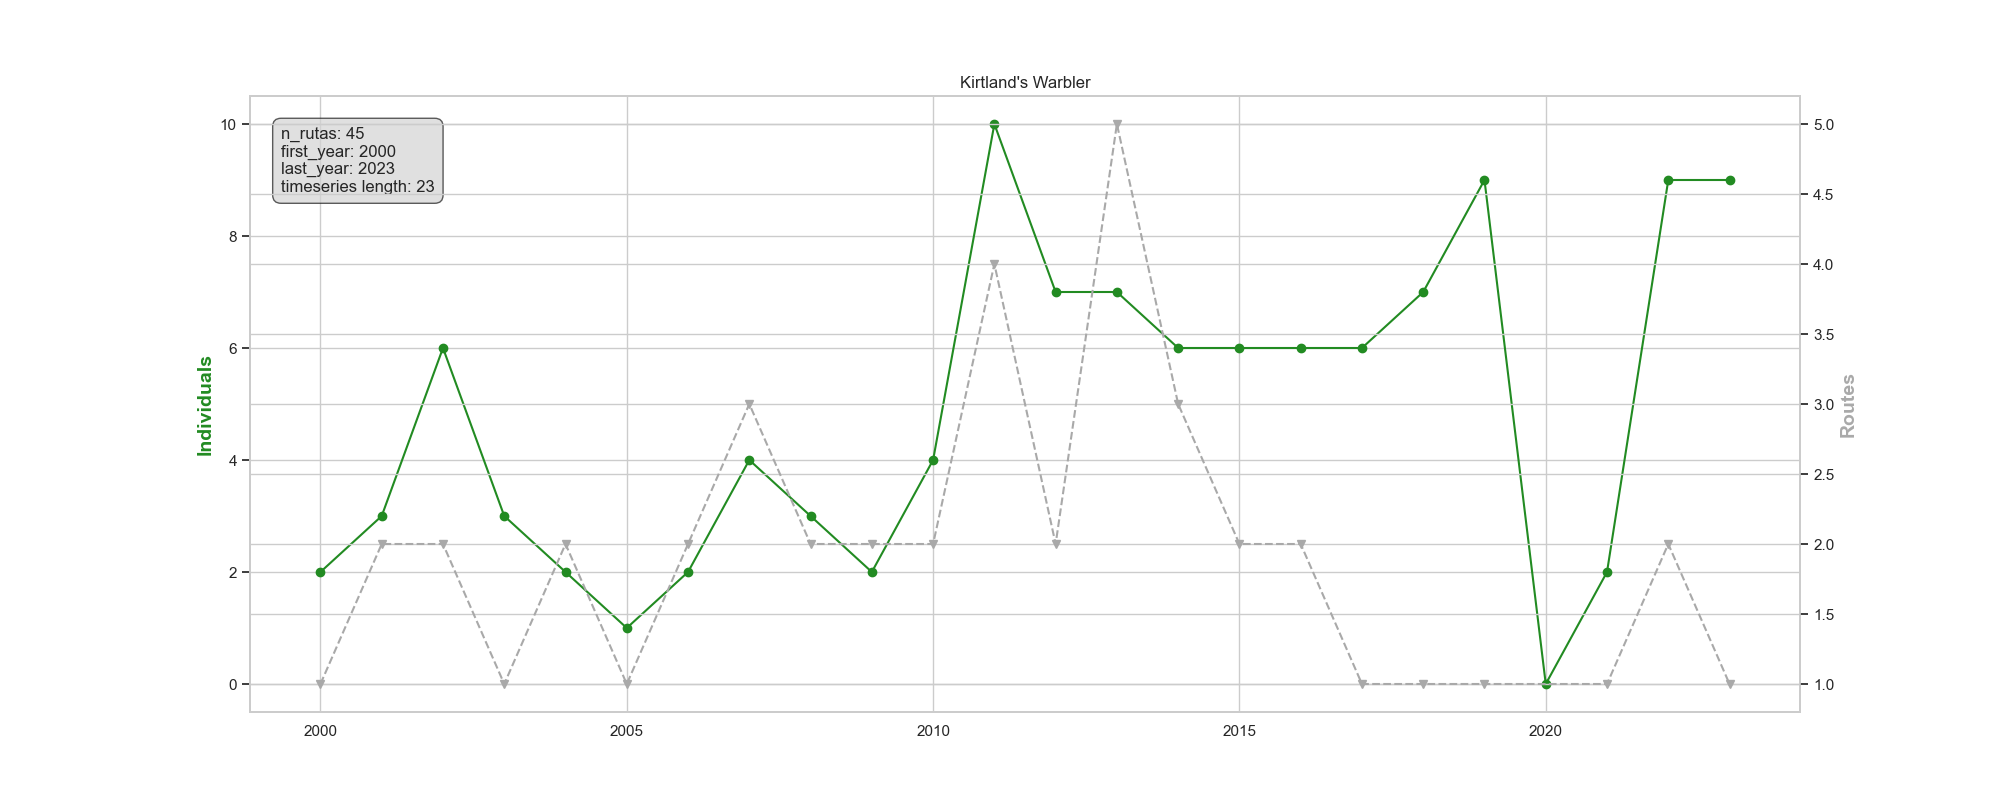 Kirtland's Warbler
n_rutas: 45
first_year: 2000
last_year: 2023
timeseries length: 23
Individuals
10
8
6
4
2
0
5.0
4.5
4.0
3.5
3.0
2.5
2.0
1.5
1.0
Routes
2000 2005 2010 2015 2020